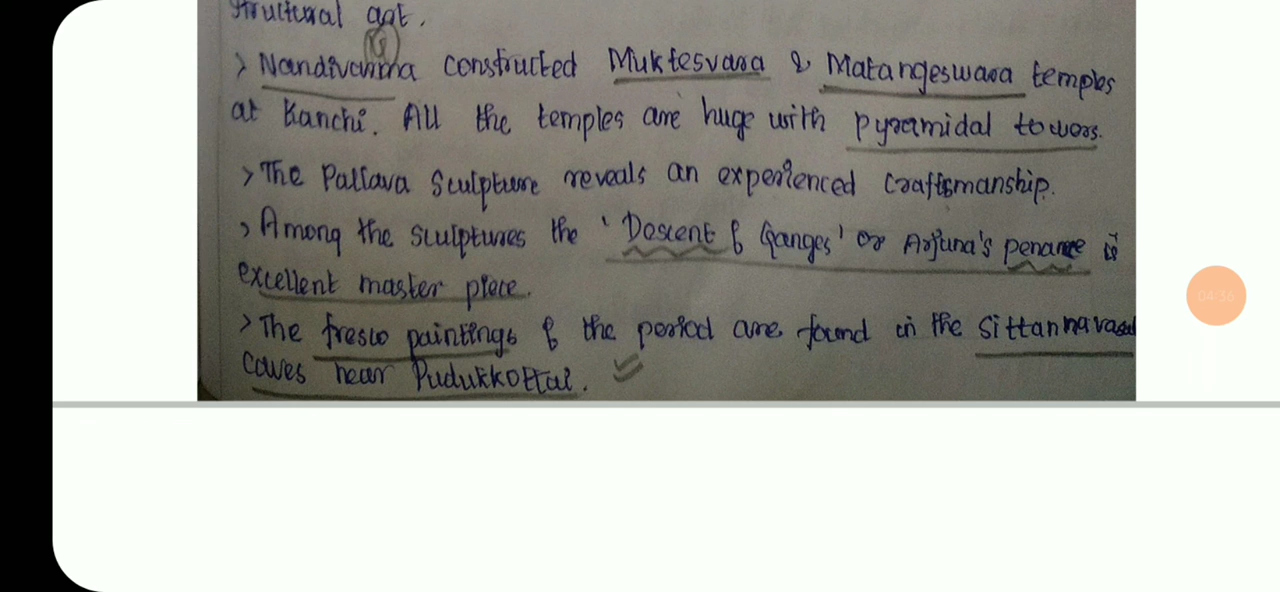 structural art.
> Nandivarma constructed Muktesvara & Matangeswara temples
at Kanchi. All the temples are huge with pyramidal towers.
> The Pallava Sculpture reveals an experienced craftsmanship.
> Among the sculptures the 'Descent of Ganges' or Arjuna's penance is
excellent master piece.
> The fresco paintings of the period are found in the Sittannavasal
caves near Pudukkottai.
04:36